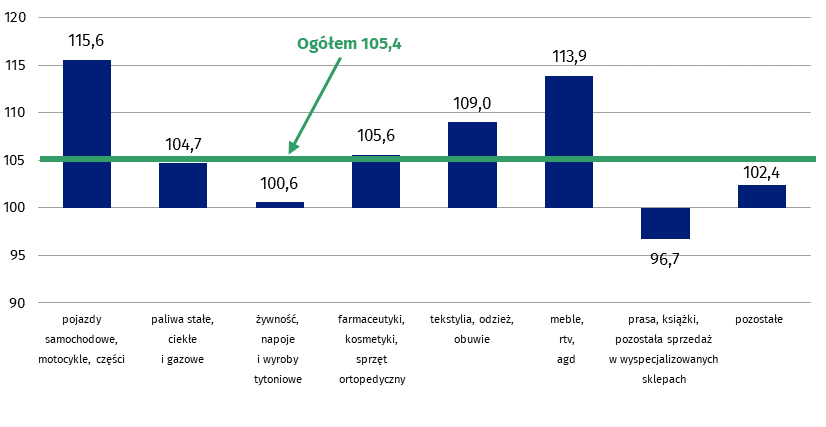 120
115
110
105
100
95
90
Ogółem 105,4
115,6
104,7
100,6
105,6
109,0
113,9
96,7
102,4
pojazdy
samochodowe,
motocykle, części
paliwa stałe,
ciekłe
i gazowe
żywność,
napoje
i wyroby
tytoniowe
farmaceutyki,
kosmetyki,
sprzęt
ortopedyczny
tekstylia, odzież,
obuwie
meble,
rtv,
agd
prasa, książki,
pozostała sprzedaż
w wyspecjalizowanych
sklepach
pozostałe